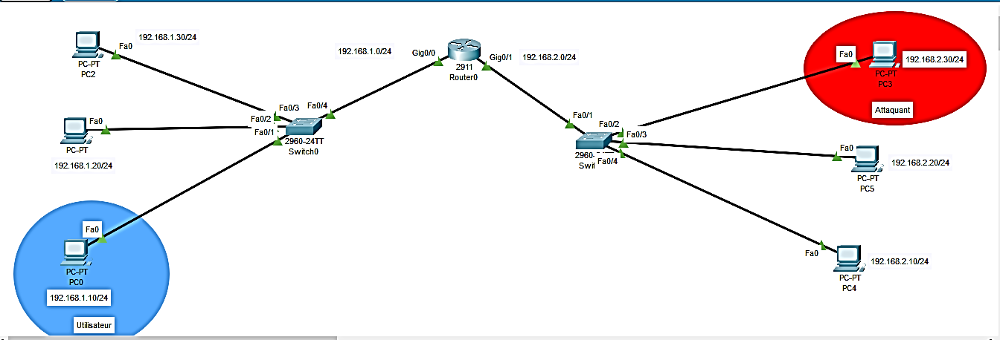 192.168.1.30/24
Fa0
PC-PT
PC2
Fa0
PC-PT
192.168.1.20/24
Fa0
PC-PT
PC0
192.168.1.10/24
Utilisateur
Fa0/3
Fa0/4
Fa0/2
Fa0/1
2960-24TT
Switch0
192.168.1.0/24
Gig0/0
Gig0/1
2911
Router0
192.168.2.0/24
Fa0/1
Fa0/2
Fa0/3
Fa0/4
2960-
Swit
Fa0
192.168.2.30/24
PC-PT
PC3
Attaquant
Fa0
192.168.2.20/24
PC-PT
PC5
Fa0
192.168.2.10/24
PC-PT
PC4